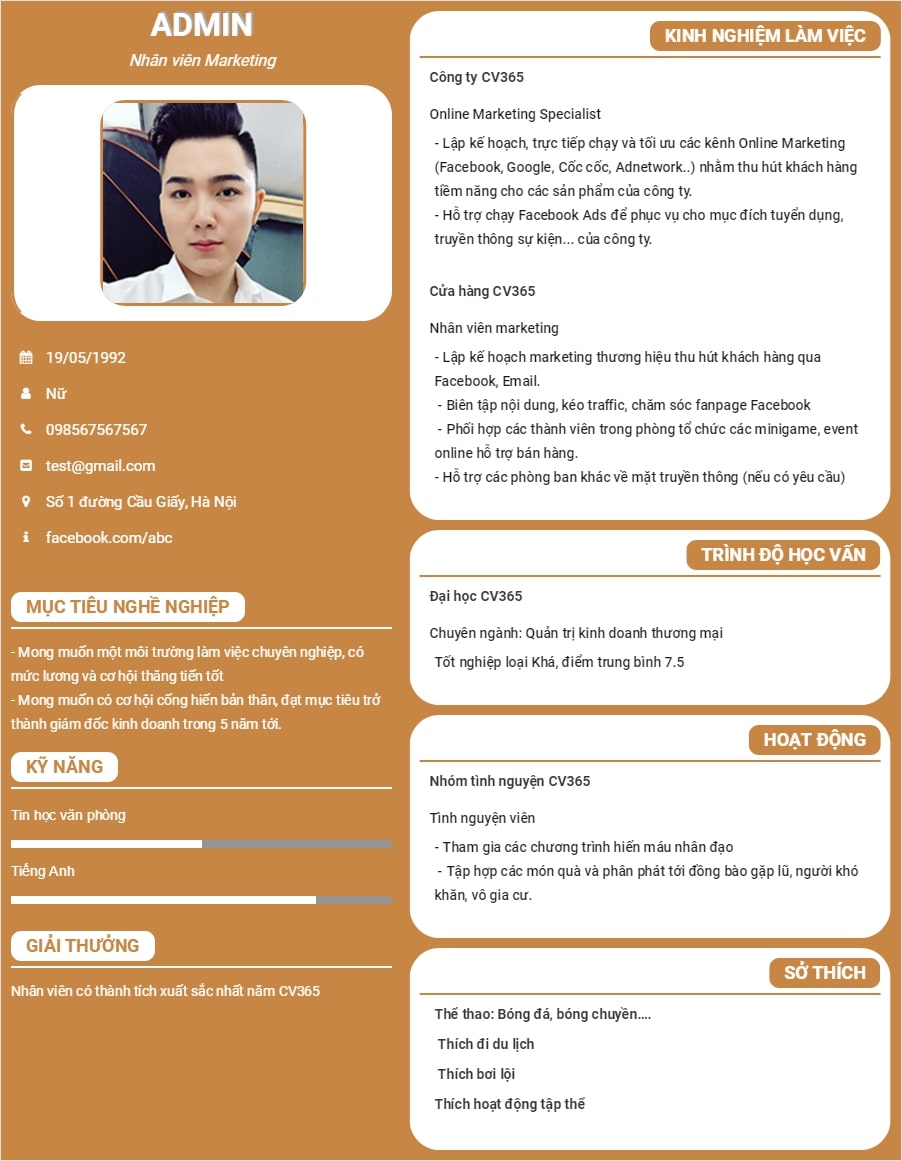 ADMIN
Nhân viên Marketing
19/05/1992
Nữ
098567567567
test@gmail.com
Số 1 đường Cầu Giấy, Hà Nội
facebook.com/abc
MỤC TIÊU NGHỀ NGHIỆP
- Mong muốn một môi trường làm việc chuyên nghiệp, có
mức lương và cơ hội thăng tiến tốt
- Mong muốn có cơ hội cống hiến bản thân, đạt mục tiêu trở
thành giám đốc kinh doanh trong 5 năm tới.
KỸ NĂNG
Tin học văn phòng
Tiếng Anh
GIẢI THƯỞNG
Nhân viên có thành tích xuất sắc nhất năm CV365
KINH NGHIỆM LÀM VIỆC
Công ty CV365
Online Marketing Specialist
- Lập kế hoạch, trực tiếp chạy và tối ưu các kênh Online Marketing
(Facebook, Google, Cốc cốc, Adnetwork..) nhằm thu hút khách hàng
tiềm năng cho các sản phẩm của công ty.
- Hỗ trợ chạy Facebook Ads để phục vụ cho mục đích tuyển dụng,
truyền thông sự kiện... của công ty.
Cửa hàng CV365
Nhân viên marketing
- Lập kế hoạch marketing thương hiệu thu hút khách hàng qua
Facebook, Email.
- Biên tập nội dung, kéo traffic, chăm sóc fanpage Facebook
- Phối hợp các thành viên trong phòng tổ chức các minigame, event
online hỗ trợ bán hàng.
- Hỗ trợ các phòng ban khác về mặt truyền thông (nếu có yêu cầu)
TRÌNH ĐỘ HỌC VẤN
Đại học CV365
Chuyên ngành: Quản trị kinh doanh thương mại
Tốt nghiệp loại Khá, điểm trung bình 7.5
HOẠT ĐỘNG
Nhóm tình nguyện CV365
Tình nguyện viên
- Tham gia các chương trình hiến máu nhân đạo
- Tập hợp các món quà và phân phát tới đồng bào gặp lũ, người khó
khăn, vô gia cư.
SỞ THÍCH
Thể thao: Bóng đá, bóng chuyền....
Thích đi du lịch
Thích bơi lội
Thích hoạt động tập thể